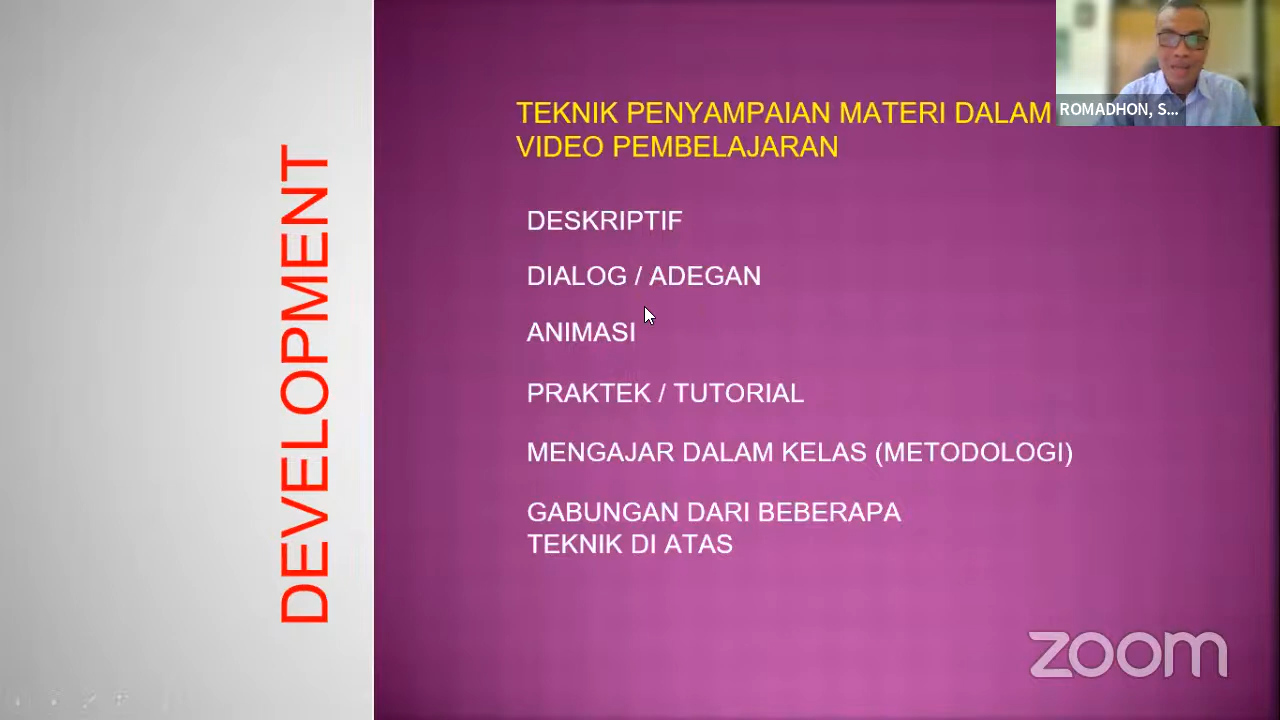 DEVELOPMENT
TEKNIK PENYAMPAIAN MATERI DALAM
VIDEO PEMBELAJARAN
DESKRIPTIF
DIALOG / ADEGAN
ANIMASI
PRAKTEK / TUTORIAL
MENGAJAR DALAM KELAS (METODOLOGI)
GABUNGAN DARI BEBERAPA
TEKNIK DI ATAS
ROMADHON, S...
zoom